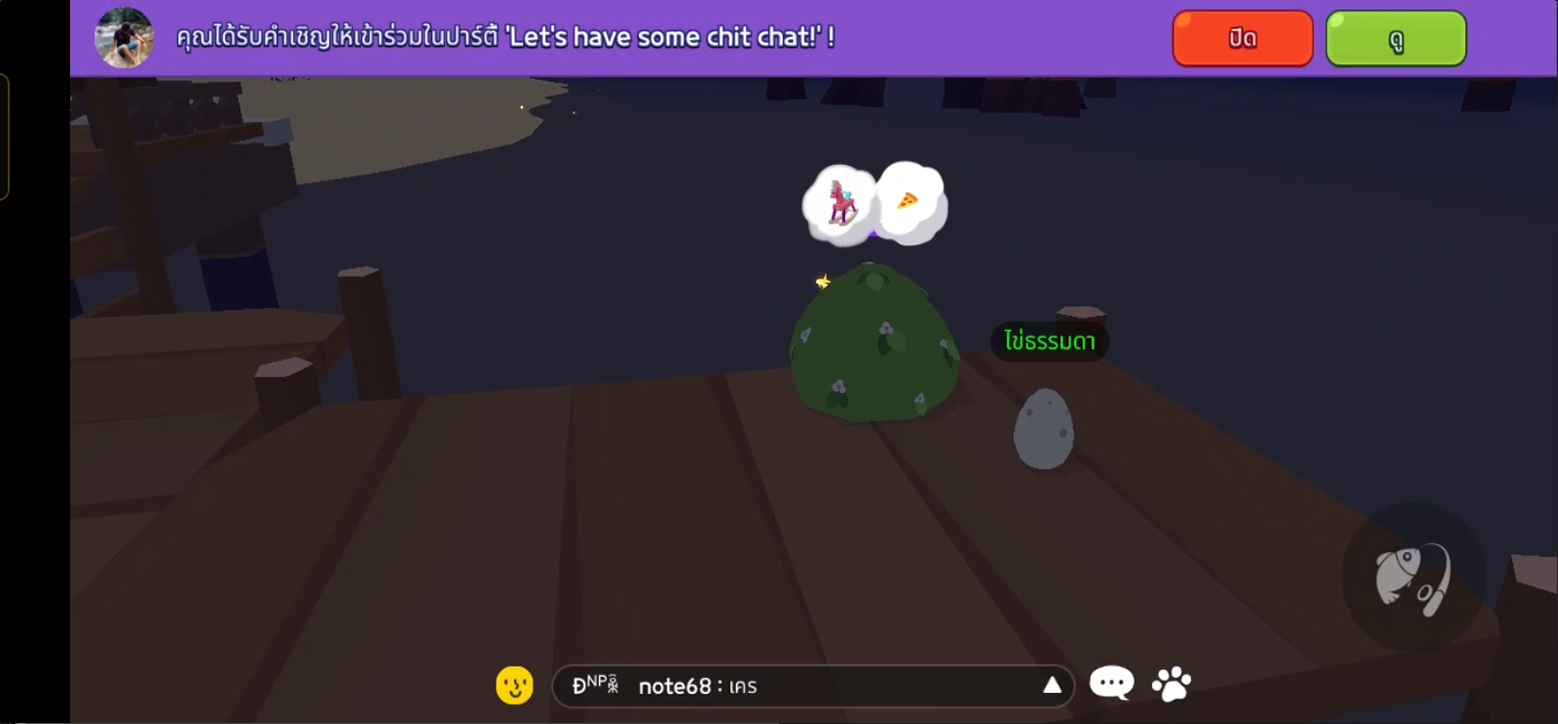 คุณได้รับคำเชิญให้เข้าร่วมในปาร์ตี้ 'Let's have some chit chat!' !
ปิด
ดู
ไข่ธรรมดา
note68 : เคร